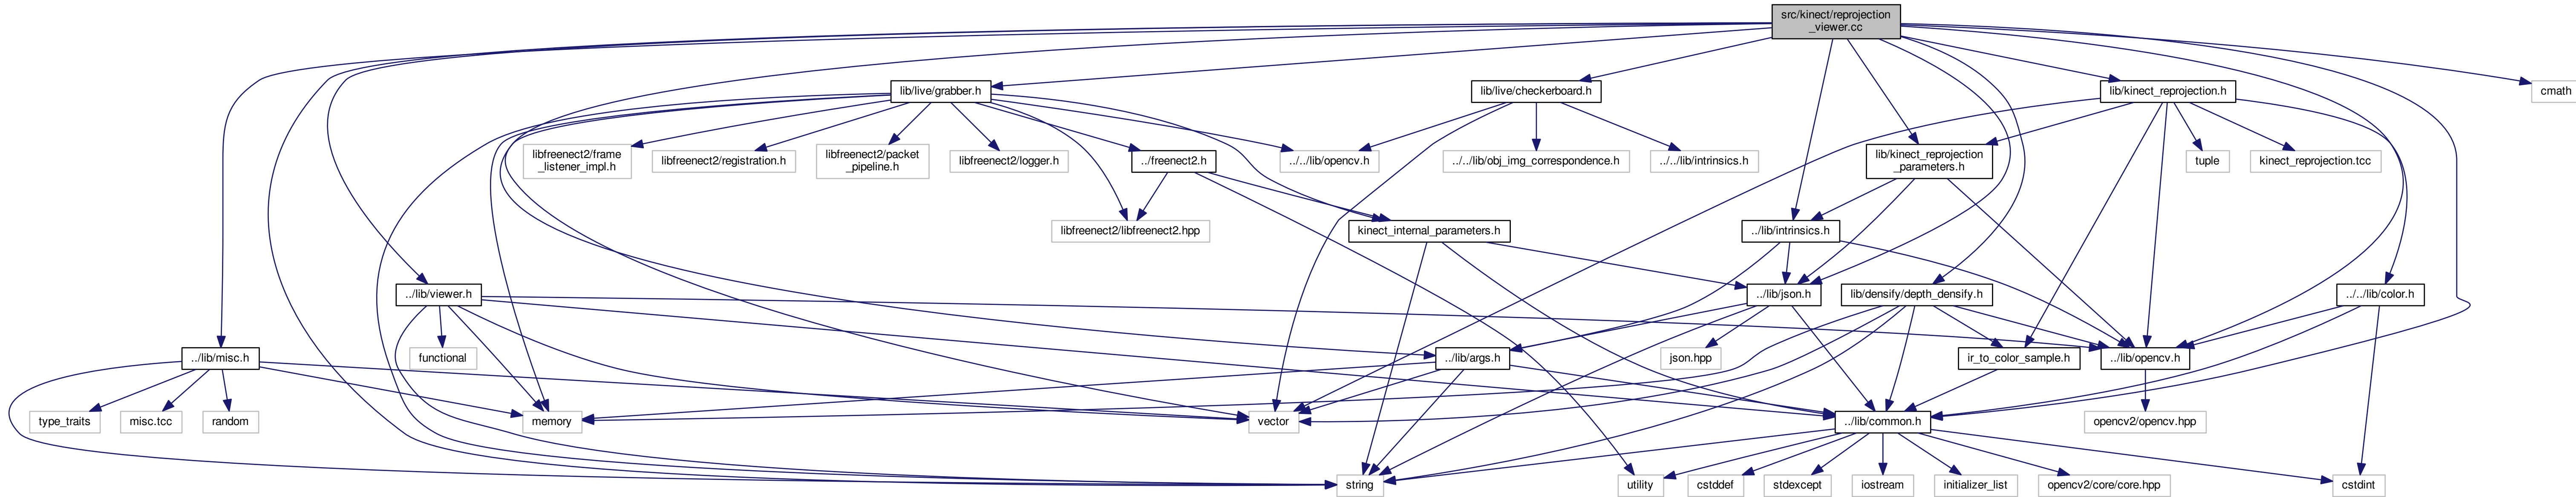 src/kinect/reprojection
_viewer.cc
lib/live/grabber.h
lib/live/checkerboard.h
lib/kinect_reprojection.h
cmath
libfreenect2/frame
_listener_impl.h
libfreenect2/registration.h
libfreenect2/packet
_pipeline.h
libfreenect2/logger.h
../freenect2.h
../../lib/opencv.h
../../lib/obj_img_correspondence.h
../../lib/intrinsics.h
lib/kinect_reprojection
_parameters.h
tuple
kinect_reprojection.tcc
libfreenect2/libfreenect2.hpp
kinect_internal_parameters.h
../lib/intrinsics.h
../lib/viewer.h
../lib/json.h
lib/densify/depth_densify.h
../../lib/color.h
../lib/misc.h
functional
../lib/args.h
json.hpp
ir_to_color_sample.h
../lib/opencv.h
type_traits
misc.tcc
random
memory
vector
../lib/common.h
opencv2/opencv.hpp
string
utility
cstddef
stdexcept
iostream
initializer_list
opencv2/core/core.hpp
cstdint